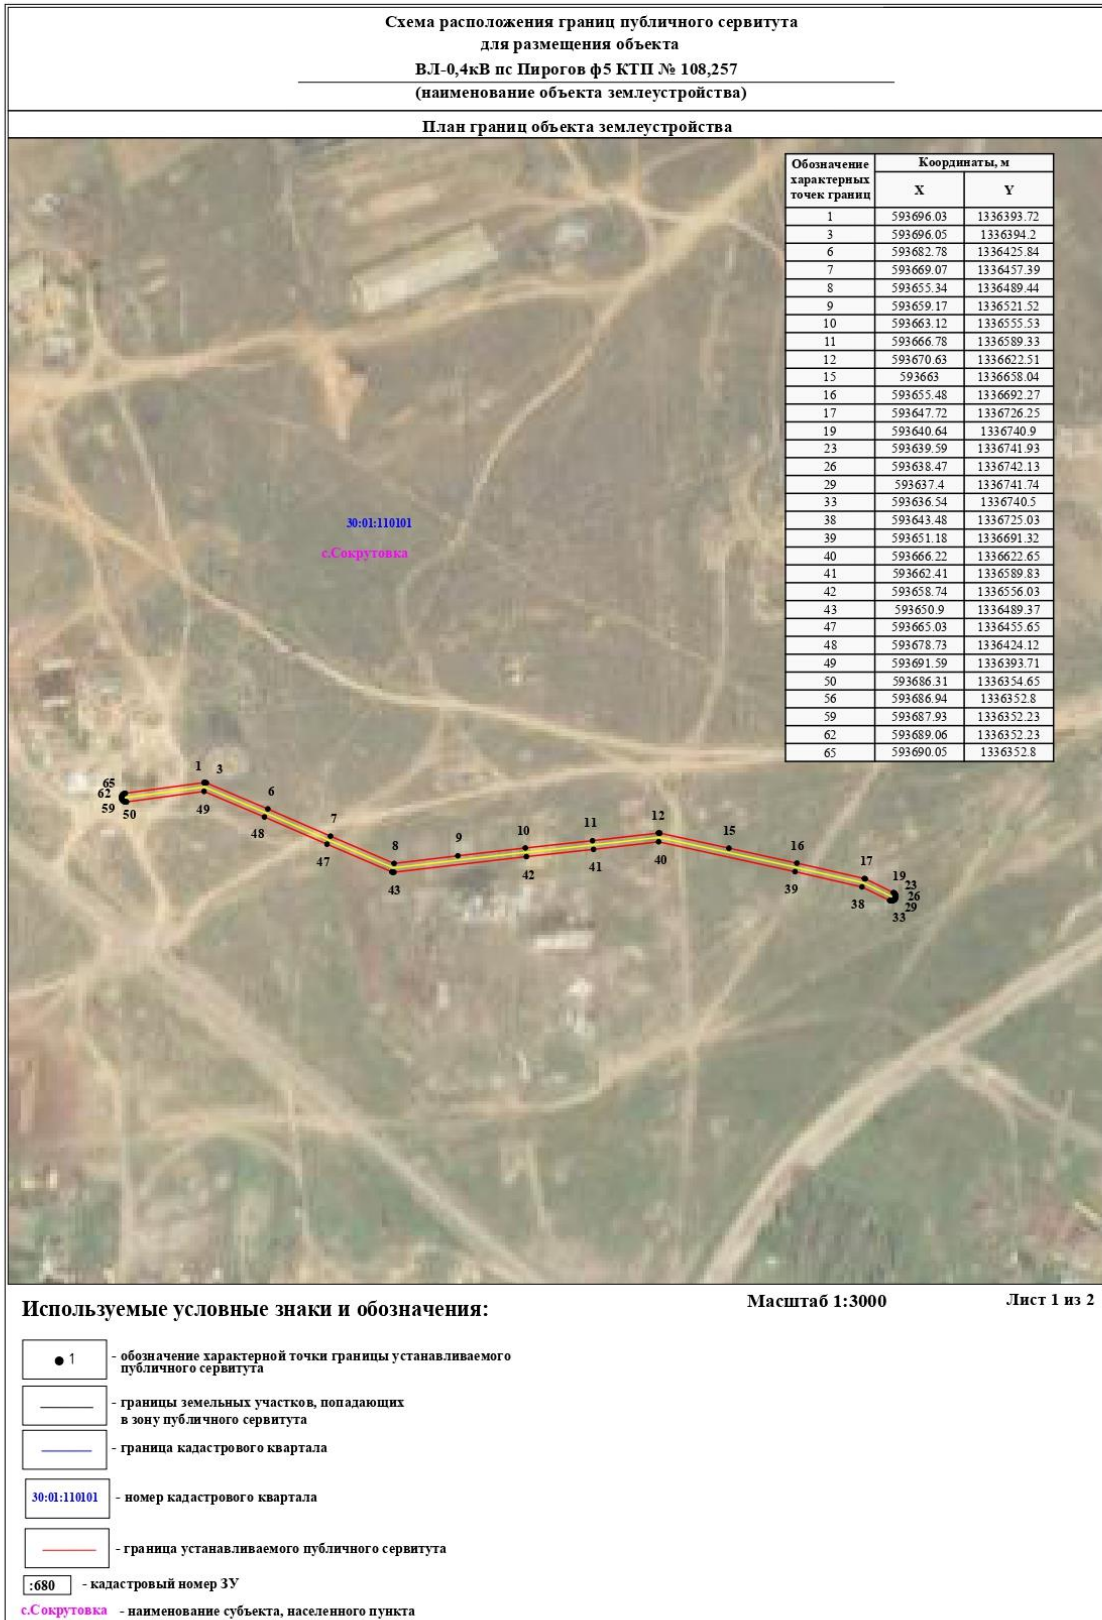 Схема расположения границ публичного сервитута
для размещения объекта
ВЛ-0,4кВ пс Пирогов ф5 КТП № 108,257
(наименование объекта землеустройства)
План границ объекта землеустройства
Обозначение характерных точек границ Координаты, м
X Y
1 593696.03 1336393.72
3 593696.05 1336394.2
6 593682.78 1336425.84
7 593669.07 1336457.39
8 593655.34 1336489.44
9 593659.17 1336521.52
10 593663.12 1336555.53
11 593666.78 1336589.33
12 593670.63 1336622.51
15 593663 1336658.04
16 593655.48 1336692.27
17 593647.72 1336726.25
19 593640.64 1336740.9
23 593639.59 1336741.93
26 593638.47 1336742.13
29 593637.4 1336741.74
33 593636.54 1336740.5
38 593643.48 1336725.03
39 593651.18 1336691.32
40 593666.22 1336622.65
41 593662.41 1336589.83
42 593658.74 1336556.03
43 593650.9 1336489.37
47 593665.03 1336455.65
48 593678.73 1336424.12
49 593691.59 1336393.71
50 593686.31 1336354.65
56 593686.94 1336352.8
59 593687.93 1336352.23
62 593689.06 1336352.23
65 593690.05 1336352.8
30:01:110101
с.Сокрутовка
1 3
65
62
59 50
49
6
48
7
47
8
43
9
10
42
11
41
12
40
15
16
39
17
38
19
23
26
29
33
Используемые условные знаки и обозначения:
Масштаб 1:3000
Лист 1 из 2
1 - обозначение характерной точки границы устанавливаемого
публичного сервитута
- границы земельных участков, попадающих
в зону публичного сервитута
- граница кадастрового квартала
30:01:110101 - номер кадастрового квартала
- граница устанавливаемого публичного сервитута
:680 - кадастровый номер ЗУ
с.Сокрутовка - наименование субъекта, населенного пункта